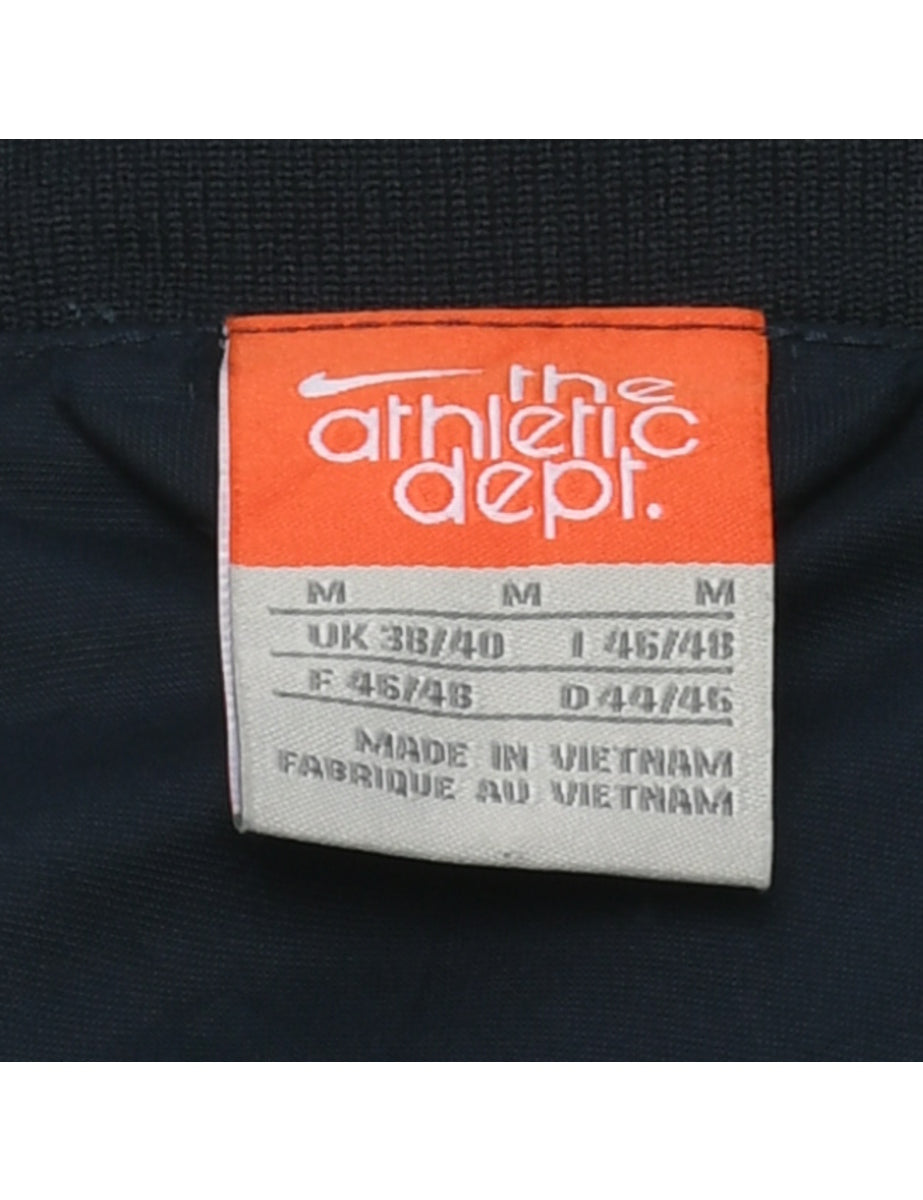 the
athletic
dept.
M M M
UK 38/40 I 46/48
F 46/48 D 44/46
MADE IN VIETNAM
FABRIQUE AU VIETNAM